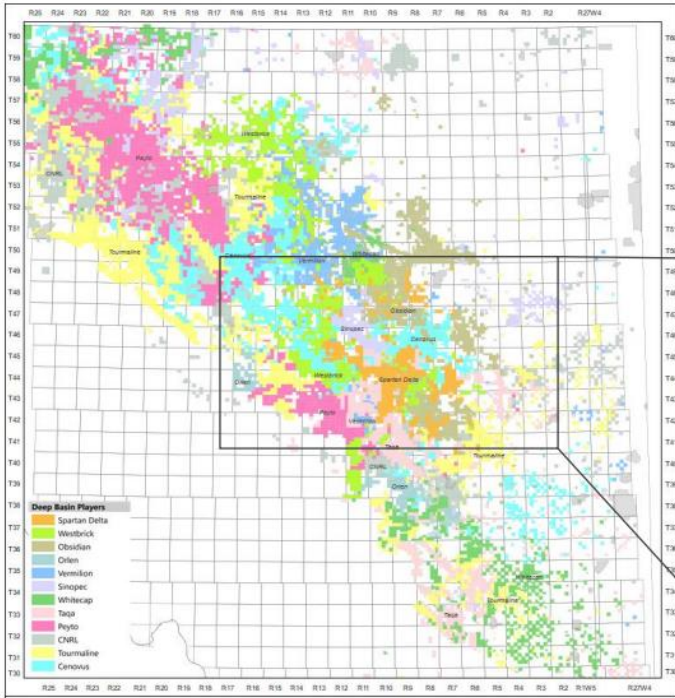 R25 R24 R23 R22 R21 R20 R19 R18 R17 R16 R15 R14 R13 R12 R11 R10 R9 R8 R7 R6 R5 R4 R3 R2 R27W4
T60
T59
T58
T57
T56
T55
T54
T53
T52
T51
T50
T49
T48
T47
T46
T45
T44
T43
T42
T41
T40
T39
T38
T37
T36
T35
T34
T33
T32
T31
T30
Westbrick
Peyto
CNRL
Tourmaline
Tourmaline
Cenovus
Whitecap
Vermilion
Obsidian
Sinopec
Cenovus
Westbrick
Spartan Delta
Orlen
Peyto
Vermilion
Taqa
Tourmaline
CNRL
Orlen
Whitecap
Tourmaline
Taqa
Deep Basin Players
Spartan Delta
Westbrick
Obsidian
Orlen
Vermilion
Sinopec
Whitecap
Taqa
Peyto
CNRL
Tourmaline
Cenovus
R25 R24 R23 R22 R21 R20 R19 R18 R17 R16 R15 R14 R13 R12 R11 R10 R9 R8 R7 R6 R5 R4 R3 R2 R1W5 R27W4